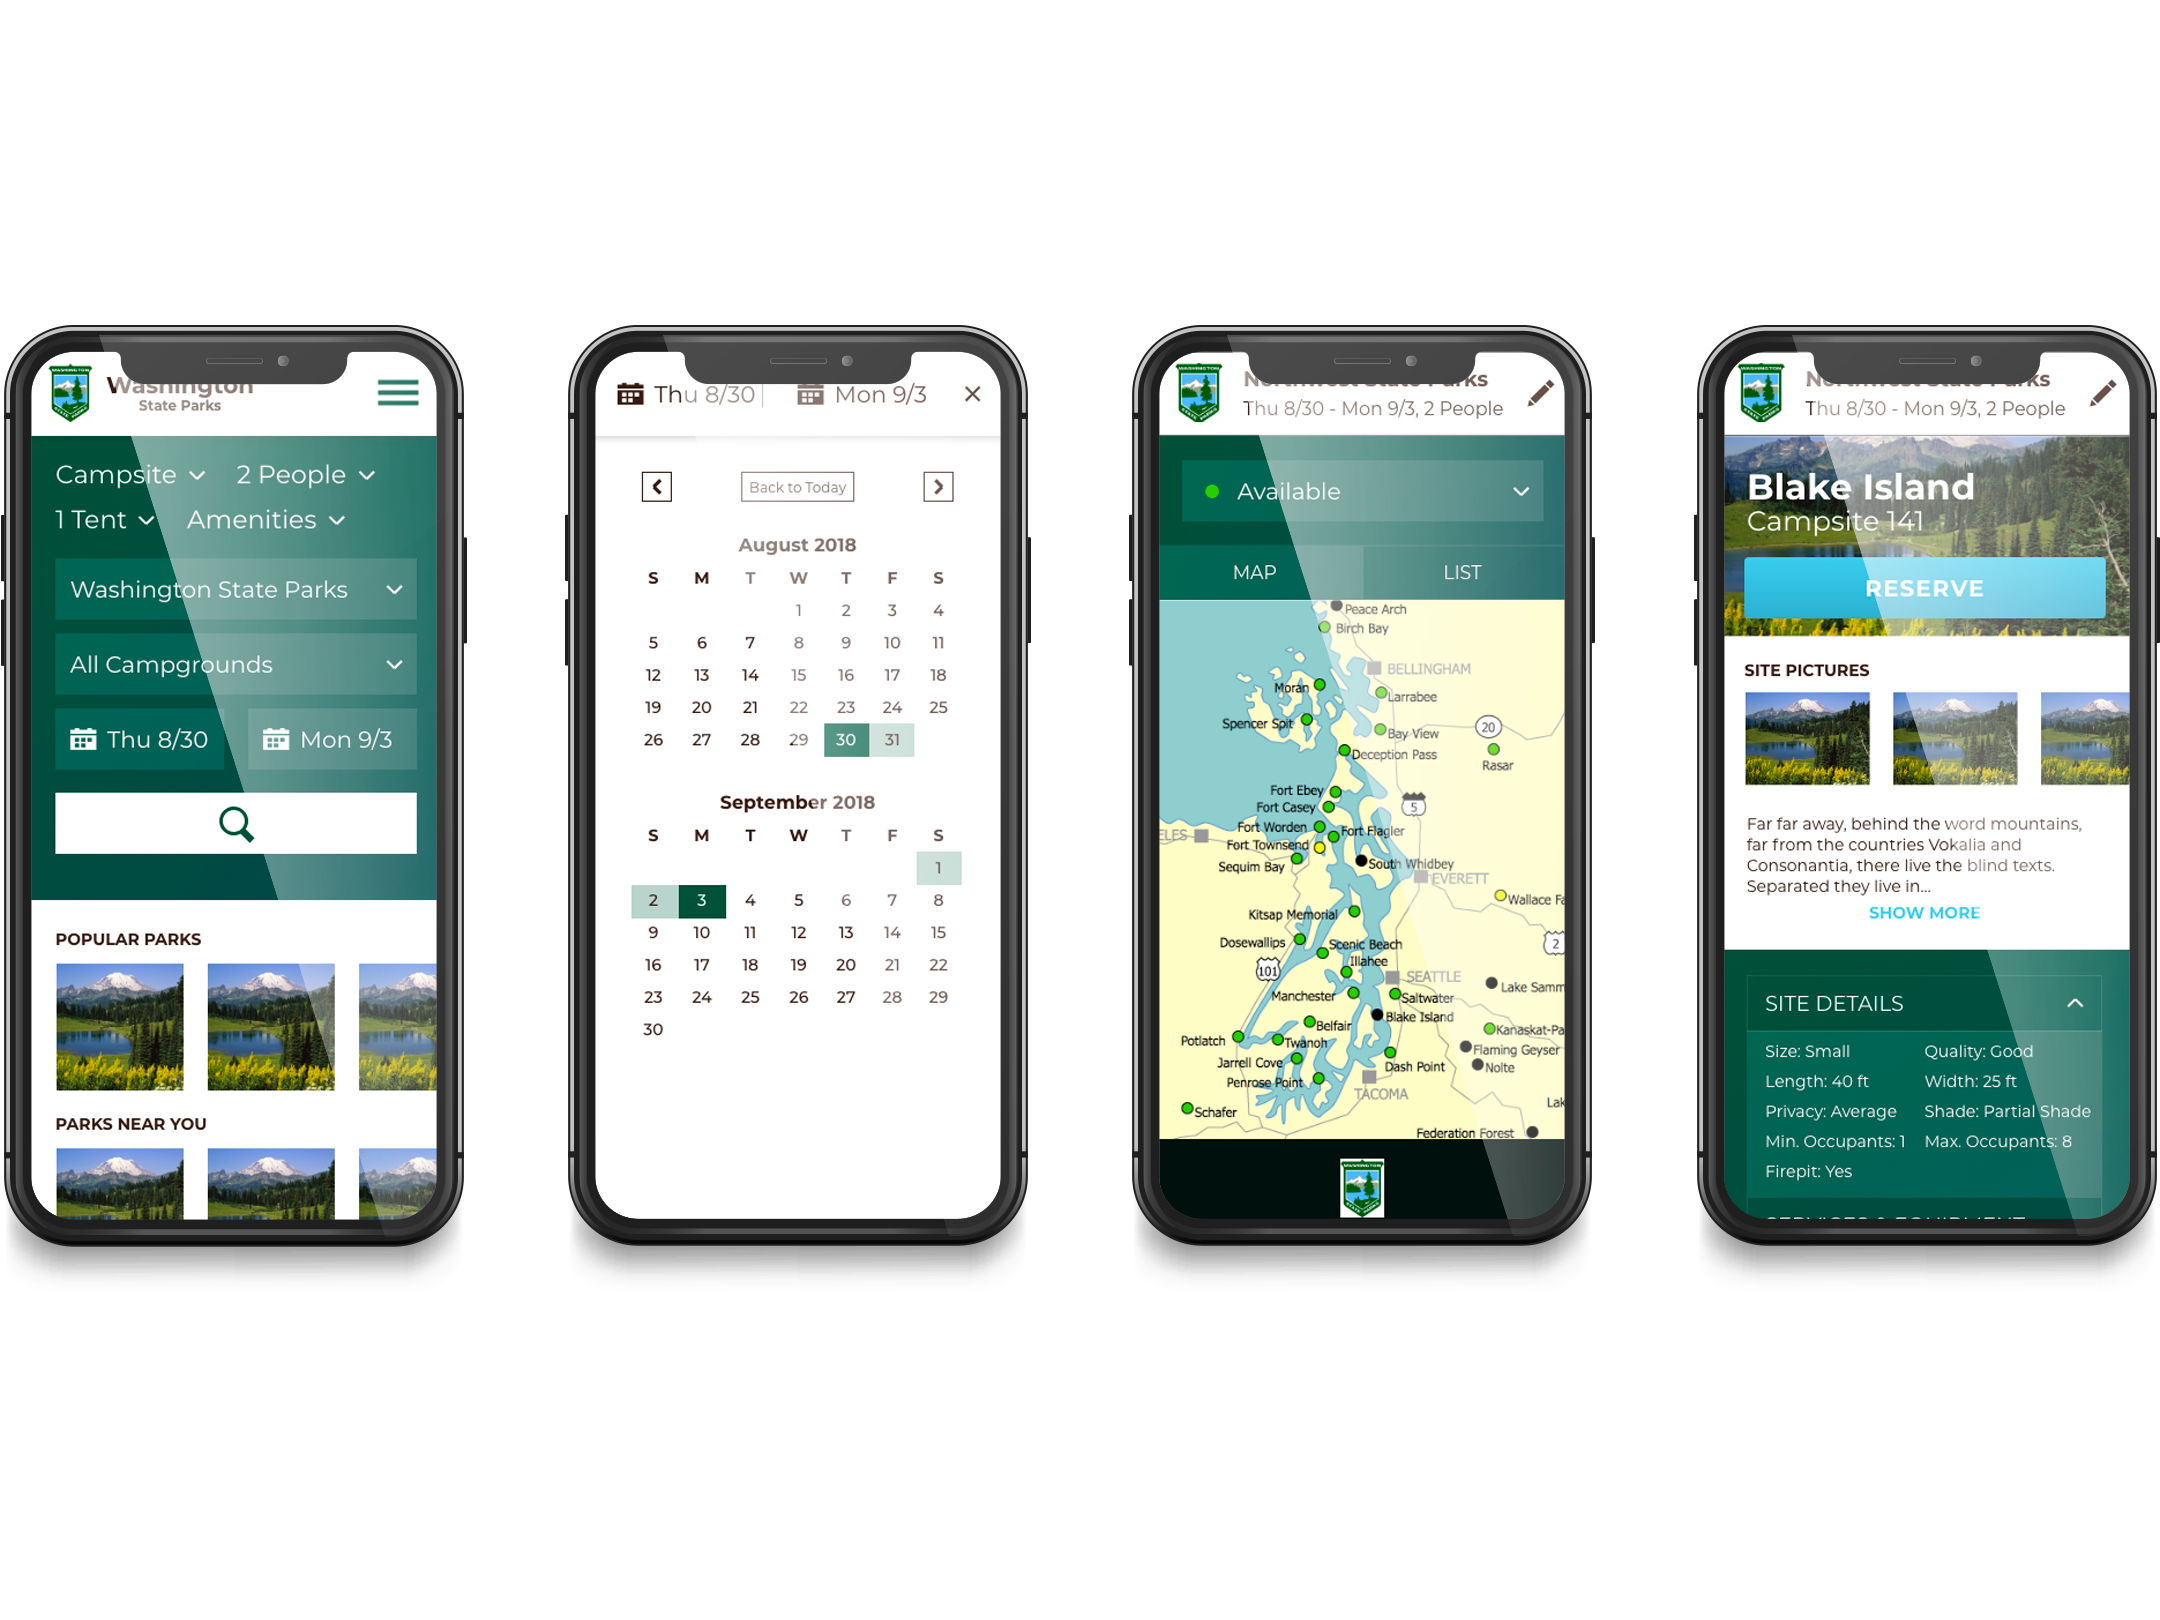 Washington
State Parks
Campsite
2 People
1 Tent
Amenities
Washington State Parks
All Campgrounds
Thu 8/30
Mon 9/3
POPULAR PARKS
PARKS NEAR YOU
Thu 8/30
Mon 9/3
Back to Today
August 2018
S M T W T F S
1 2 3 4
5 6 7 8 9 10 11
12 13 14 15 16 17 18
19 20 21 22 23 24 25
26 27 28 29 30 31
September 2018
S M T W T F S
1
2 3 4 5 6 7 8
9 10 11 12 13 14 15
16 17 18 19 20 21 22
23 24 25 26 27 28 29
30
WASHINGTON
STATE PARKS
Northwest State Parks
Thu 8/30 - Mon 9/3, 2 People
Available
MAP
LIST
Peace Arch
Birch Bay
BELLINGHAM
Moran
Larrabee
Spencer Spit
Bay View
20
Deception Pass
Rasar
Fort Ebey
Fort Casey
5
Fort Worden
Fort Flagler
ELES
Fort Townsend
Sequim Bay
South Whidbey
EVERETT
Wallace Fa
Kitsap Memorial
Dosewallips
Scenic Beach
2
Illahee
101
SEATTLE
Lake Samm
Manchester
Saltwater
Blake Island
Belfair
Kanaskat-Pa
Potlatch
Twanoh
Flaming Geyser
Jarrell Cove
Dash Point
Nolte
Penrose Point
TACOMA
Lak
Schafer
Federation Forest
WASHINGTON
STATE PARKS
Northwest State Parks
Thu 8/30 - Mon 9/3, 2 People
Blake Island
Campsite 141
RESERVE
SITE PICTURES
Far far away, behind the word mountains,
far from the countries Vokalia and
Consonantia, there live the blind texts.
Separated they live in...
SHOW MORE
SITE DETAILS
Size: Small
Quality: Good
Length: 40 ft
Width: 25 ft
Privacy: Average
Shade: Partial Shade
Min. Occupants: 1
Max. Occupants: 8
Firepit: Yes
SERVICES & EQUIPMENT